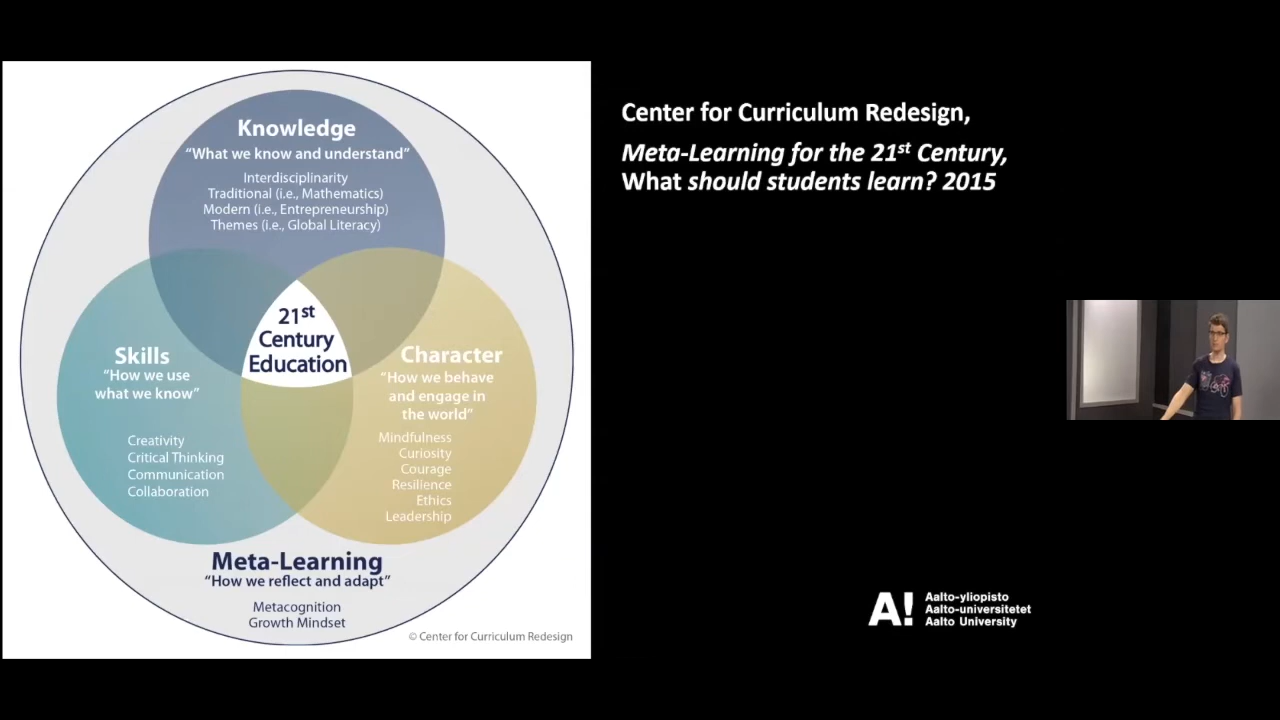 Knowledge
“What we know and understand”
Interdisciplinarity
Traditional (i.e., Mathematics)
Modern (i.e., Entrepreneurship)
Themes (i.e., Global Literacy)
21st
Century
Education
Skills
“How we use
what we know”
Creativity
Critical Thinking
Communication
Collaboration
Character
“How we behave
and engage in
the world”
Mindfulness
Curiosity
Courage
Resilience
Ethics
Leadership
Meta-Learning
“How we reflect and adapt”
Metacognition
Growth Mindset
© Center for Curriculum Redesign
Center for Curriculum Redesign,
Meta-Learning for the 21st Century,
What should students learn? 2015
A!
Aalto-yliopisto
Aalto-universitetet
Aalto University